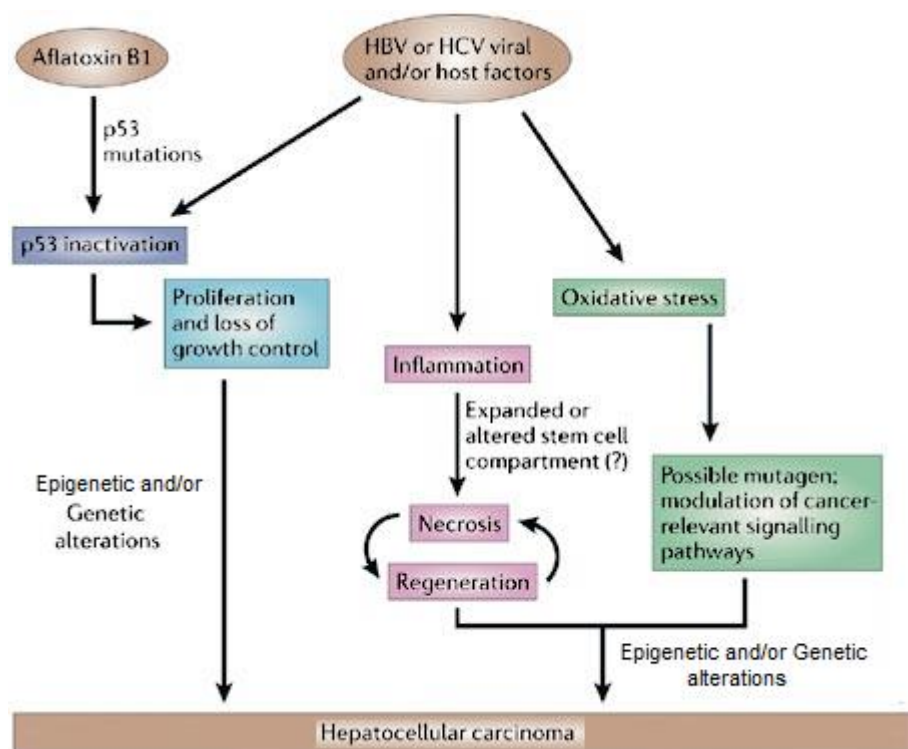 Aflatoxin B1
HBV or HCV viral
and/or host factors
p53
mutations
p53 inactivation
Proliferation
and loss of
growth control
Oxidative stress
Inflammation
Expanded or
altered stem cell
compartment (?)
Possible mutagen;
modulation of cancer-
relevant signalling
pathways
Epigenetic and/or
Genetic
alterations
Necrosis
Regeneration
Epigenetic and/or Genetic
alterations
Hepatocellular carcinoma